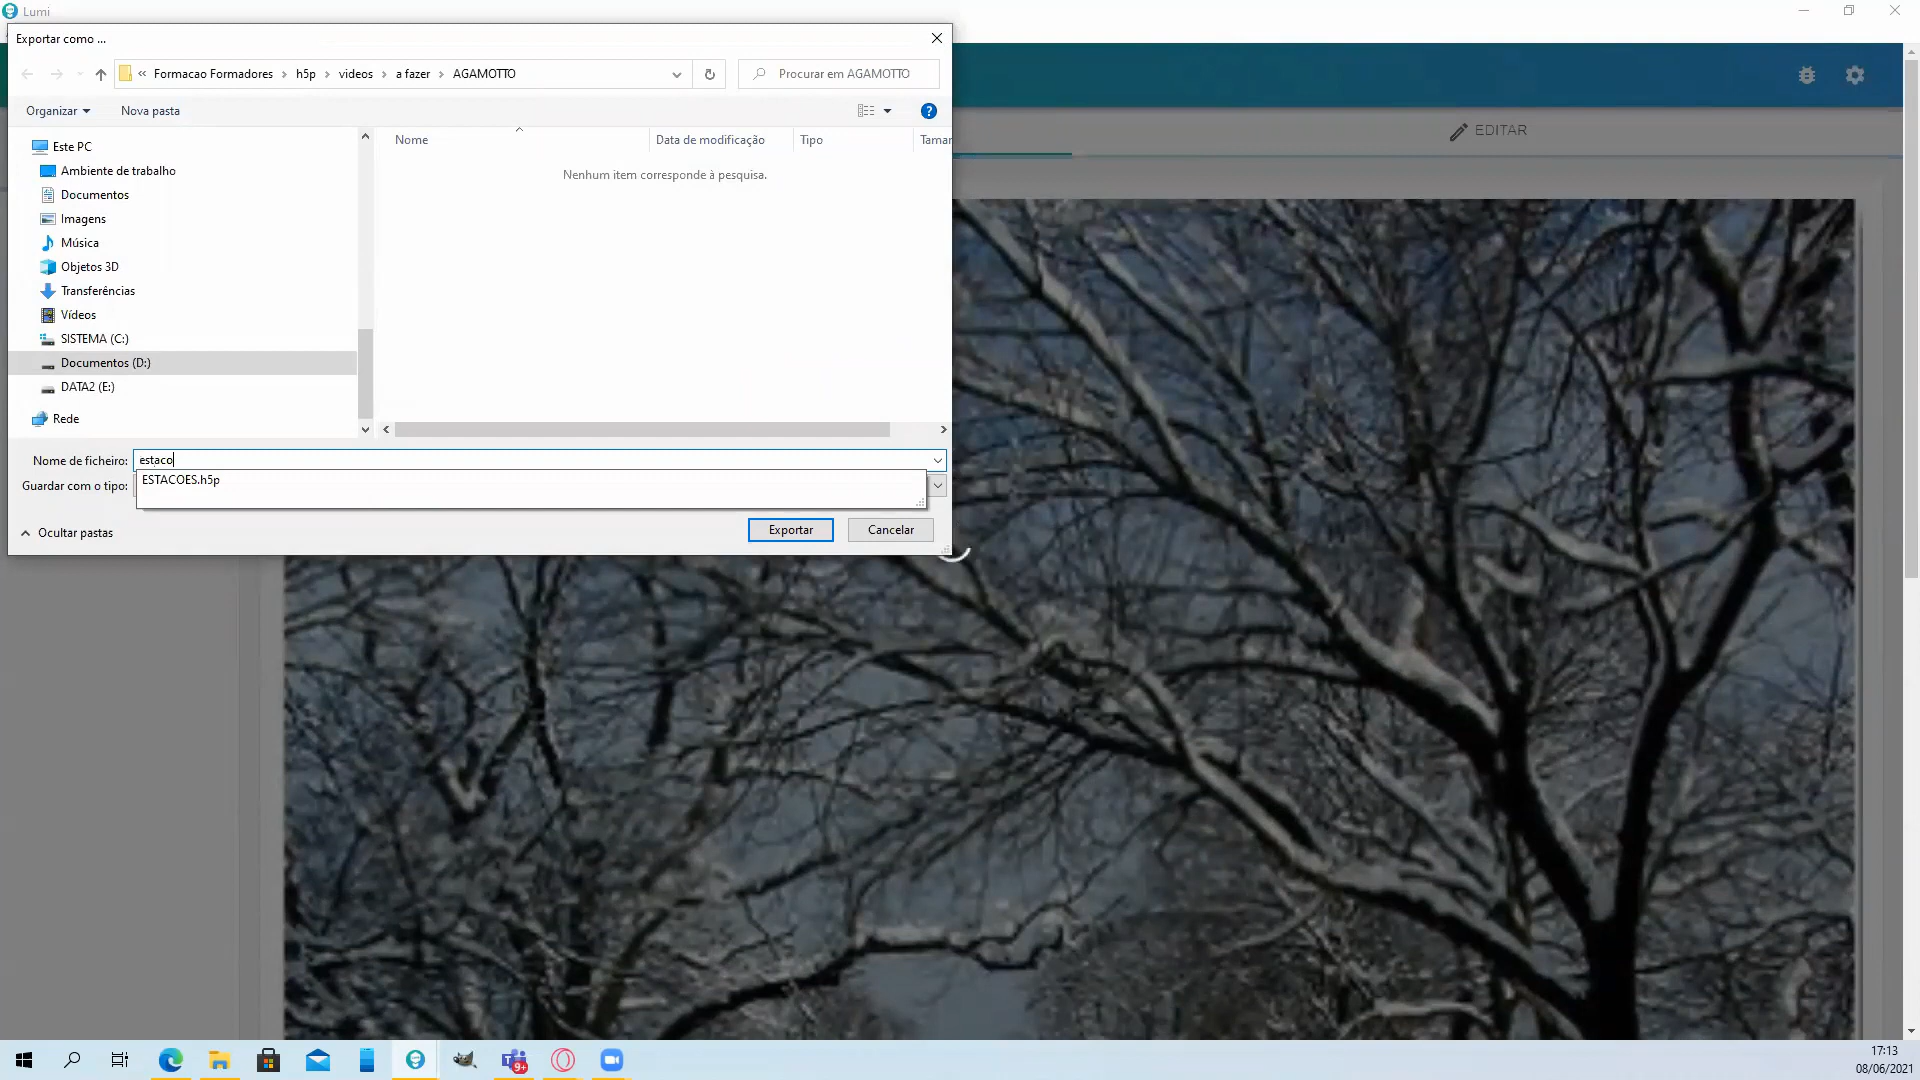 Lumi
Exportar como ...
« Formacao Formadores > h5p > videos > a fazer > AGAMOTTO
Procurar em AGAMOTTO
Organizar
Nova pasta
?
EDITAR
Nome
Data de modificação
Tipo
Tamar
Nenhum item corresponde à pesquisa.
Este PC
Ambiente de trabalho
Documentos
Imagens
Música
Objetos 3D
Transferências
Vídeos
SISTEMA (C:)
Documentos (D:)
DATA2 (E:)
Rede
Nome de ficheiro: estaco
ESTACOES.h5p
Guardar com o tipo:
Ocultar pastas
Exportar
Cancelar
9+
17:13
08/06/2021